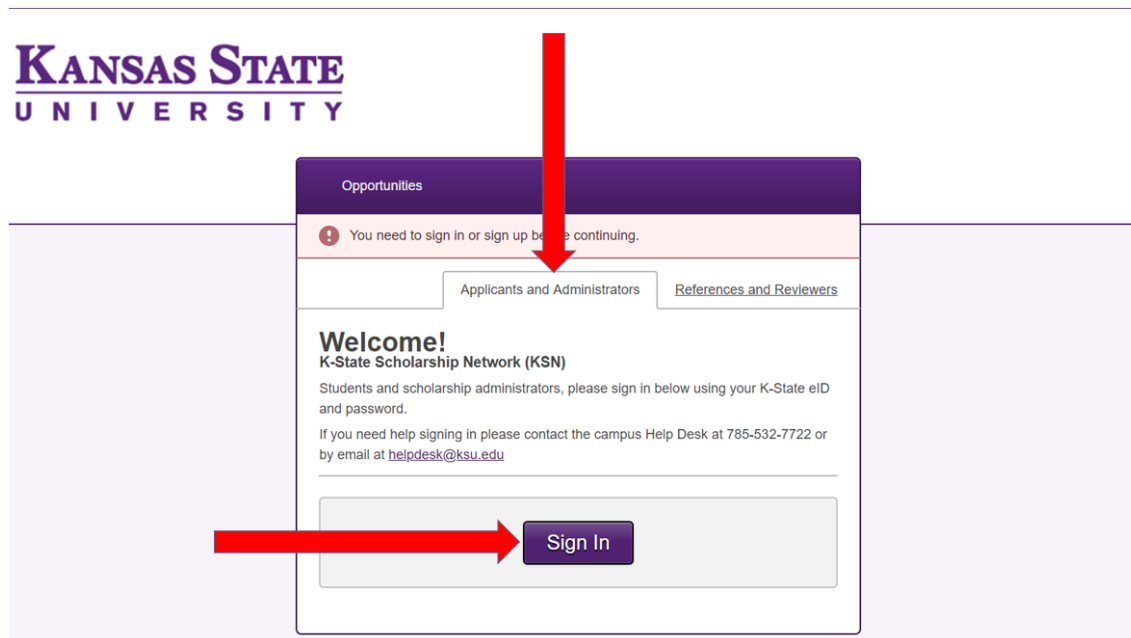 KANSAS STATE
UNIVERSITY
Opportunities
You need to sign in or sign up be e continuing.
Applicants and Administrators
References and Reviewers
Welcome!
K-State Scholarship Network (KSN)
Students and scholarship administrators, please sign in below using your K-State eID
and password.
If you need help signing in please contact the campus Help Desk at 785-532-7722 or
by email at helpdesk@ksu.edu
Sign In